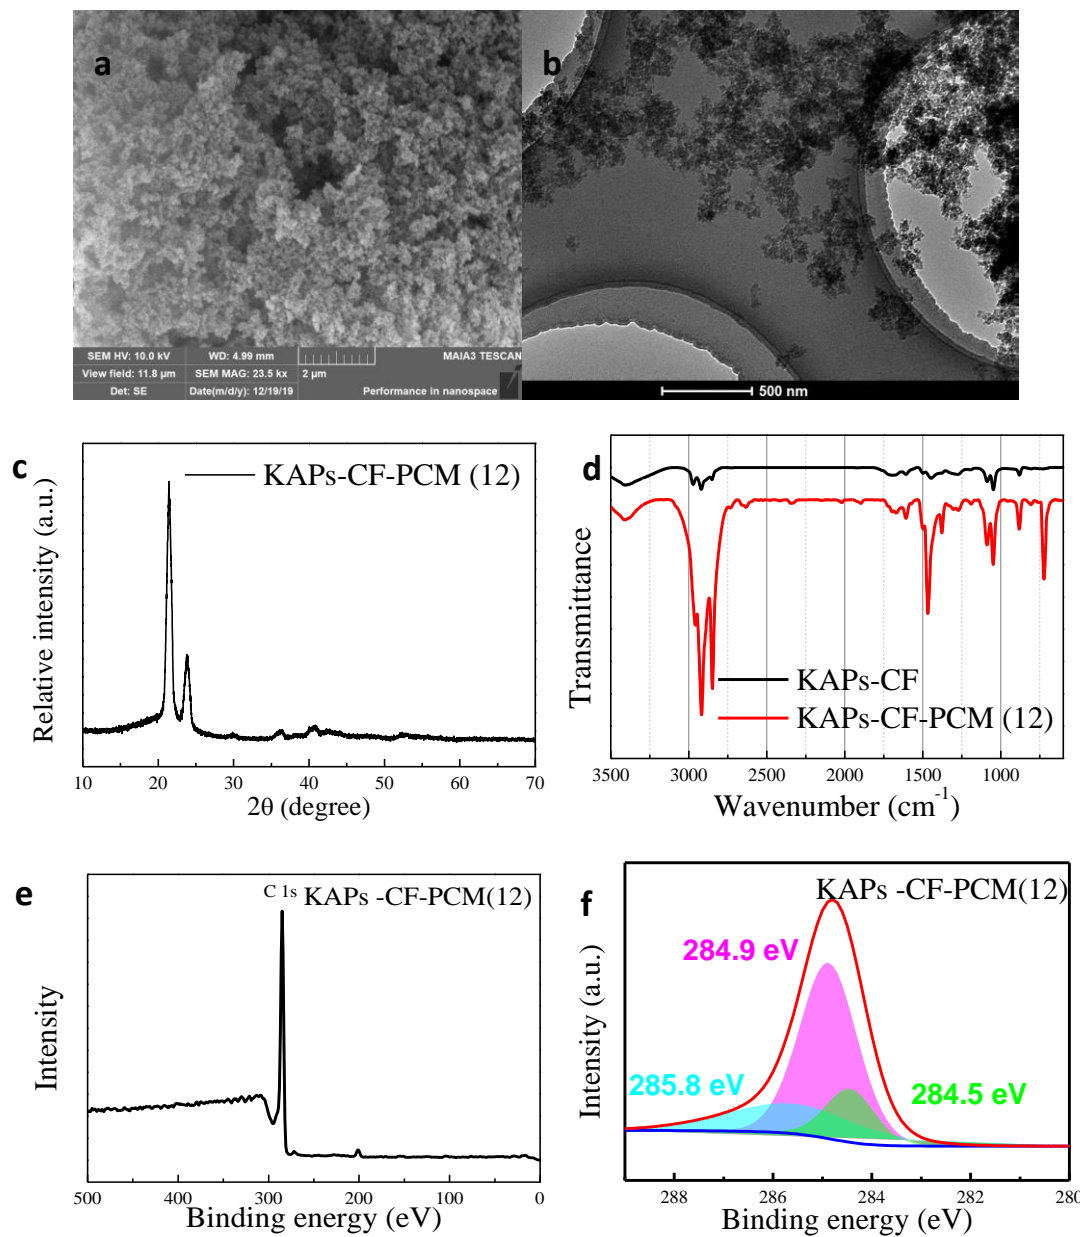 a
b
SEM HV: 10.0 kV WD: 4.99 mm MAIA3 TESCAN
View field: 11.8 µm SEM MAG: 23.5 kx 2 µm
Det: SE Date(m/d/y): 12/19/19 Performance in nanospace
500 nm
c
KAPs-CF-PCM (12)
Relative intensity (a.u.)
10 20 30 40 50 60 70
2θ (degree)
d
KAPs-CF
KAPs-CF-PCM (12)
Transmittance
3500 3000 2500 2000 1500 1000
Wavenumber (cm⁻¹)
e
C 1s KAPs -CF-PCM(12)
Intensity
500 400 300 200 100 0
Binding energy (eV)
f
KAPs -CF-PCM(12)
284.9 eV
285.8 eV
284.5 eV
Intensity (a.u.)
288 286 284 282 280
Binding energy (eV)